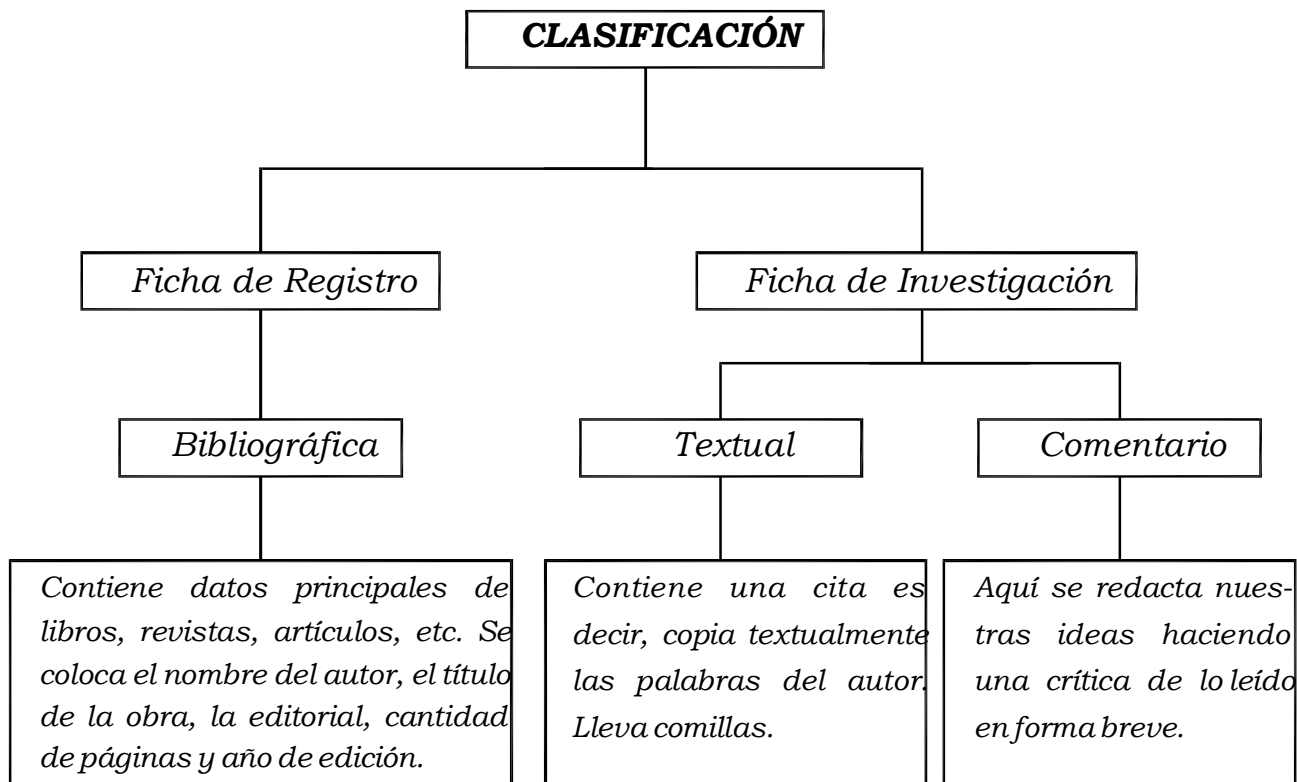 CLASIFICACIÓN
Ficha de Registro
Ficha de Investigación
Bibliográfica
Textual
Comentario
Contiene datos principales de
libros, revistas, artículos, etc. Se
coloca el nombre del autor, el título
de la obra, la editorial, cantidad
de páginas y año de edición.
Contiene una cita es
decir, copia textualmente
las palabras del autor.
Lleva comillas.
Aquí se redacta nues-
tras ideas haciendo
una crítica de lo leído
en forma breve.